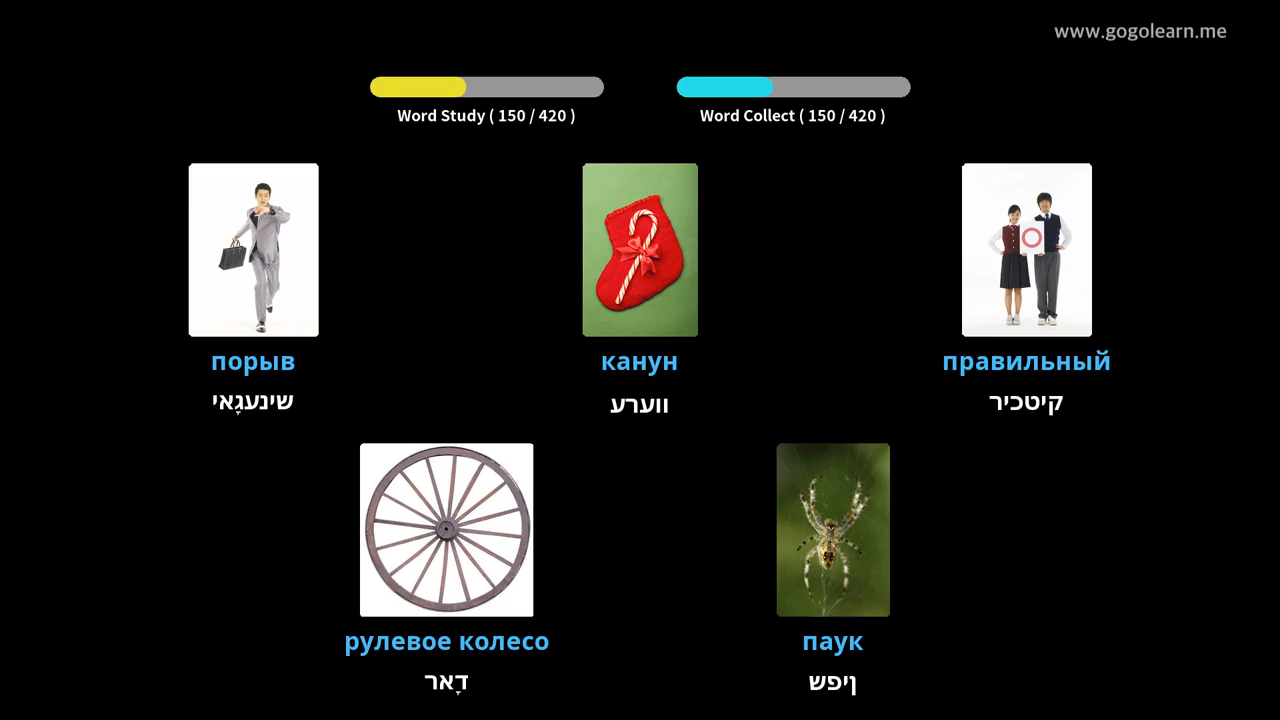 www.gogolearn.me
Word Study ( 150 / 420 )
Word Collect ( 150 / 420 )
порыв
канун
правильный
שינעגָאי
ווערע
קיטכיר
рулевое колесо
паук
דָאר
ןיפש